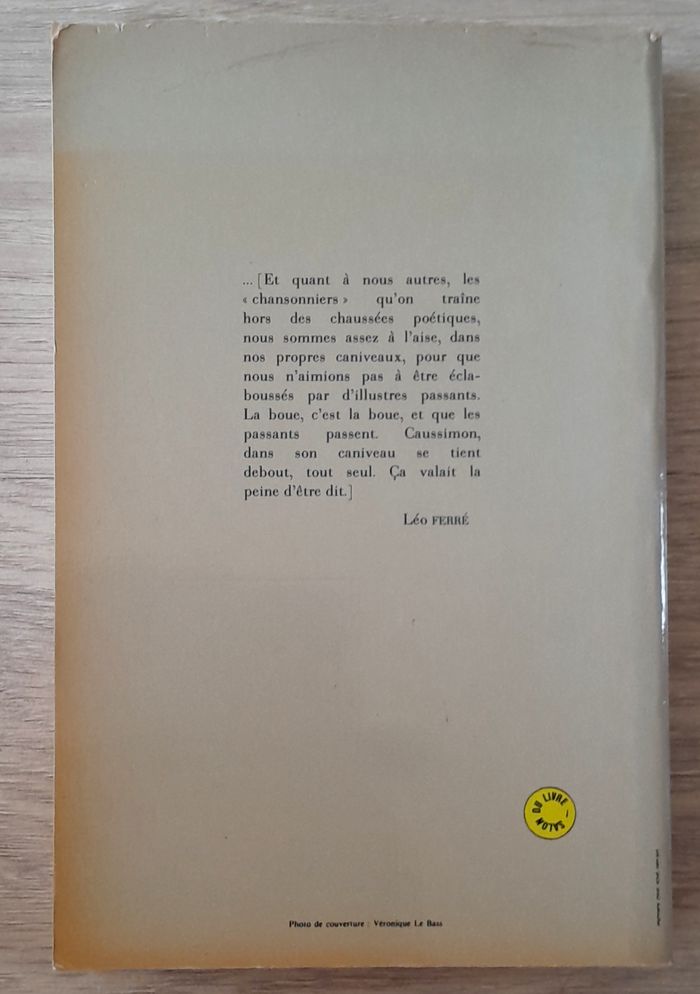 ... [Et quant à nous autres, les
« chansonniers » qu'on traîne
hors des chaussées poétiques,
nous sommes assez à l'aise, dans
nos propres caniveaux, pour que
nous n'aimions pas à être écla-
boussés par d'illustres passants.
La boue, c'est la boue, et que les
passants passent. Caussimon,
dans son caniveau se tient
debout, tout seul. Ça valait la
peine d'être dit.]
Léo FERRÉ
SALON DU LIVRE —
Photo de couverture : Véronique Le Bass